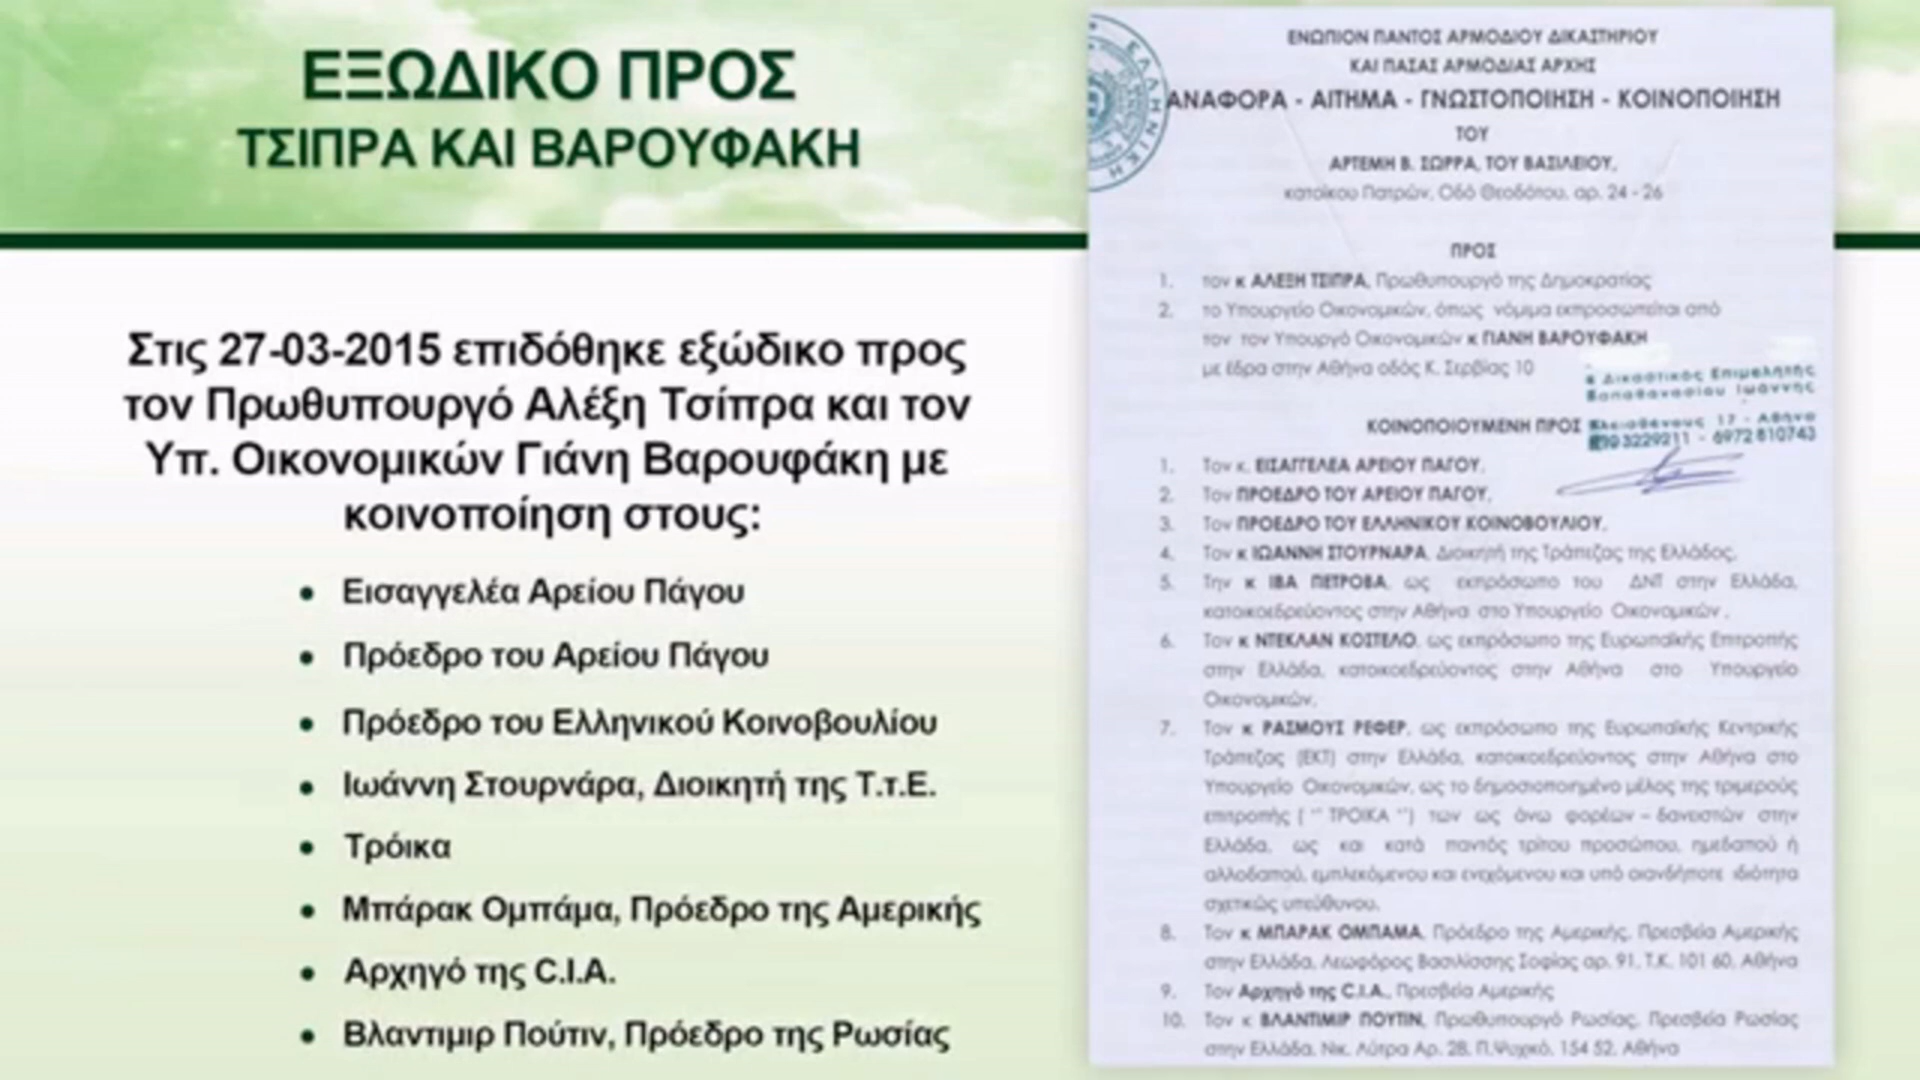 ΕΞΩΔΙΚΟ ΠΡΟΣ
ΤΣΙΠΡΑ ΚΑΙ ΒΑΡΟΥΦΑΚΗ
Στις 27-03-2015 επιδόθηκε εξώδικο προς
τον Πρωθυπουργό Αλέξη Τσίπρα και τον
Υπ. Οικονομικών Γιάνη Βαρουφάκη με
κοινοποίηση στους:
• Εισαγγελέα Αρείου Πάγου
• Πρόεδρο του Αρείου Πάγου
• Πρόεδρο του Ελληνικού Κοινοβουλίου
• Ιωάννη Στουρνάρα, Διοικητή της Τ.τ.Ε.
• Τρόικα
• Μπάρακ Ομπάμα, Πρόεδρο της Αμερικής
• Αρχηγό της C.I.A.
• Βλαντιμιρ Πούτιν, Πρόεδρο της Ρωσίας
ΕΝΩΠΙΟΝ ΠΑΝΤΟΣ ΑΡΜΟΔΙΟΥ ΔΙΚΑΣΤΗΡΙΟΥ
ΚΑΙ ΠΑΣΑΣ ΑΡΜΟΔΙΑΣ ΑΡΧΗΣ
ΑΝΑΦΟΡΑ - ΑΙΤΗΜΑ - ΓΝΩΣΤΟΠΟΙΗΣΗ - ΚΟΙΝΟΠΟΙΗΣΗ
ΤΟΥ
ΑΡΤΕΜΗ Β. ΣΩΡΡΑ, ΤΟΥ ΒΑΣΙΛΕΙΟΥ,
κατοίκου Πατρών, Οδό Θεοδότου, αρ. 24 - 26
ΠΡΟΣ
1. τον κ ΑΛΕΞΗ ΤΣΙΠΡΑ, Πρωθυπουργό της Δημοκρατίας
2. το Υπουργείο Οικονομικών, όπως νόμιμα εκπροσωπείται από
τον τον Υπουργό Οικονομικών κ ΓΙΑΝΗ ΒΑΡΟΥΦΑΚΗ
με έδρα στην Αθήνα οδός Κ. Σερβίας 10
Δικαστικός Επιμελητής
Παπαθανασίου Ιωάννης
Κλεισθένους 17 - Αθήνα
2103229211 - 6972810743
ΚΟΙΝΟΠΟΙΟΥΜΕΝΗ ΠΡΟΣ
1. Τον κ. ΕΙΣΑΓΓΕΛΕΑ ΑΡΕΙΟΥ ΠΑΓΟΥ,
2. Τον ΠΡΟΕΔΡΟ ΤΟΥ ΑΡΕΙΟΥ ΠΑΓΟΥ,
3. Τον ΠΡΟΕΔΡΟ ΤΟΥ ΕΛΛΗΝΙΚΟΥ ΚΟΙΝΟΒΟΥΛΙΟΥ,
4. Τον κ ΙΩΑΝΝΗ ΣΤΟΥΡΝΑΡΑ, Διοικητή της Τράπεζας της Ελλάδος,
5. Την κ ΙΒΑ ΠΕΤΡΟΒΑ, ως εκπρόσωπο του ΔΝΤ στην Ελλάδα,
κατοικοεδρεύοντος στην Αθήνα στο Υπουργείο Οικονομικών ,
6. Τον κ ΝΤΕΚΛΑΝ ΚΟΣΤΕΛΟ, ως εκπρόσωπο της Ευρωπαϊκής Επιτροπής
στην Ελλάδα, κατοικοεδρεύοντος στην Αθήνα στο Υπουργείο
Οικονομικών,
7. Τον κ ΡΑΣΜΟΥΣ ΡΕΦΕΡ, ως εκπρόσωπο της Ευρωπαϊκής Κεντρικής
Τράπεζας (ΕΚΤ) στην Ελλάδα, κατοικοεδρεύοντος στην Αθήνα στο
Υπουργείο Οικονομικών, ως το δημοσιοποιημένο μέλος της τριμερούς
επιτροπής ( " ΤΡΟΙΚΑ ") των ως άνω φορέων – δανειστών στην
Ελλάδα, ως και κατά παντός τρίτου προσώπου, ημεδαπού ή
αλλοδαπού, εμπλεκόμενου και ενεχόμενου και υπό οιανδήποτε ιδιότητα
σχετικώς υπεύθυνου,
8. Τον κ ΜΠΑΡΑΚ ΟΜΠΑΜΑ, Πρόεδρο της Αμερικής, Πρεσβεία Αμερικής
στην Ελλάδα, Λεωφόρος Βασιλίσσης Σοφίας αρ. 91, Τ.Κ. 101 60, Αθήνα
9. Τον Αρχηγό της C.I.A., Πρεσβεία Αμερικής
10. Τον κ ΒΛΑΝΤΙΜΙΡ ΠΟΥΤΙΝ, Πρωθυπουργό Ρωσίας, Πρεσβεία Ρωσίας
στην Ελλάδα, Νικ. Λύτρα Αρ. 28, Π.Ψυχικό, 154 52, Αθήνα